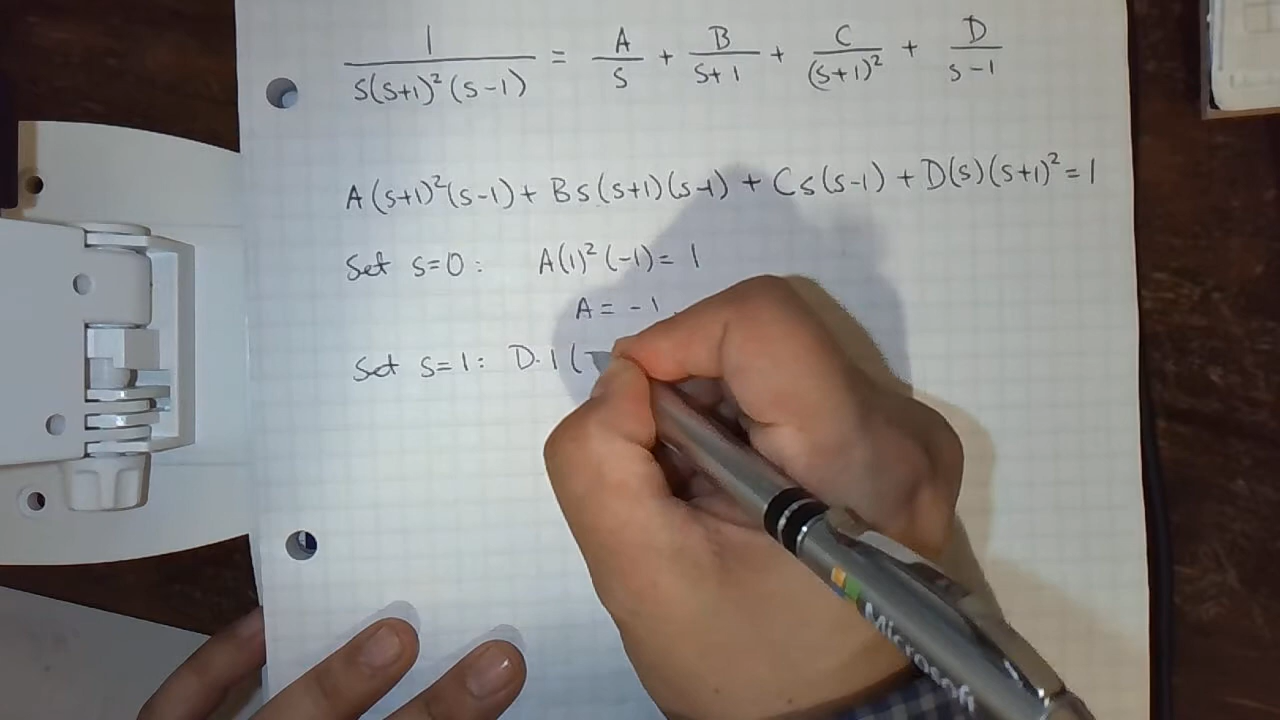 1/(s(s+1)²(s-1)) = A/s + B/(s+1) + C/(s+1)² + D/(s-1)
A(s+1)²(s-1) + Bs(s+1)(s-1) + Cs(s-1) + D(s)(s+1)² = 1
Set s=0: A(1)²(-1) = 1
A = -1
Set s=1: D·1(
Microsoft